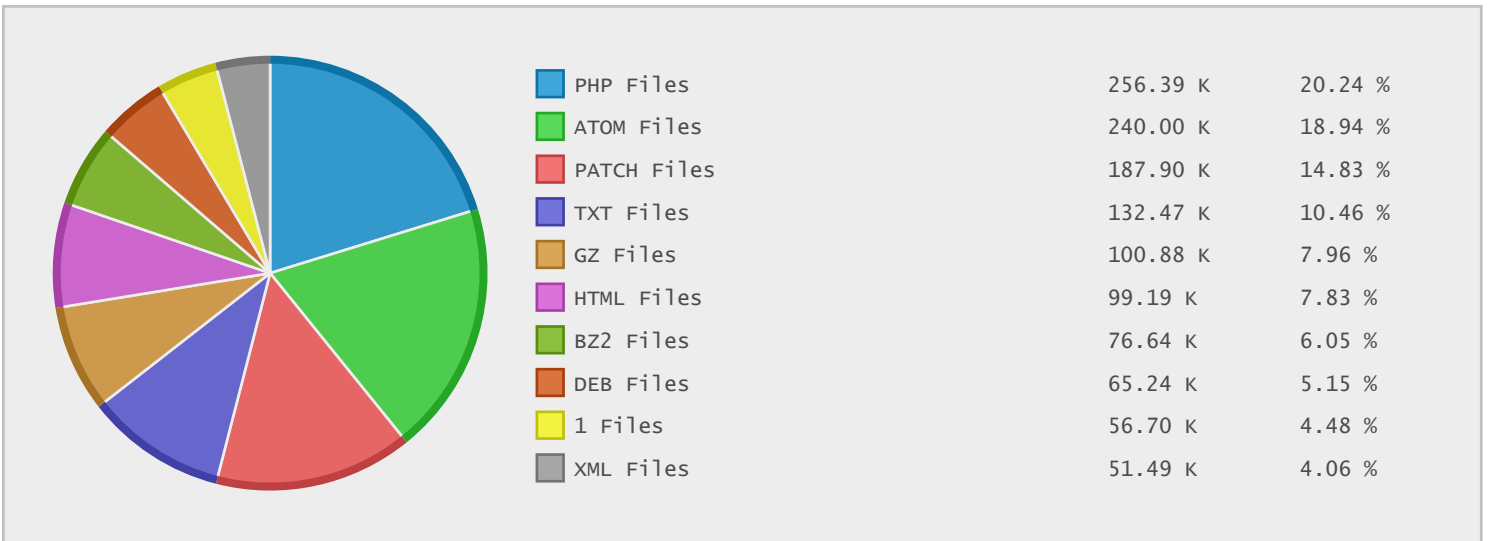 PHP Files 256.39 K 20.24 %
ATOM Files 240.00 K 18.94 %
PATCH Files 187.90 K 14.83 %
TXT Files 132.47 K 10.46 %
GZ Files 100.88 K 7.96 %
HTML Files 99.19 K 7.83 %
BZ2 Files 76.64 K 6.05 %
DEB Files 65.24 K 5.15 %
1 Files 56.70 K 4.48 %
XML Files 51.49 K 4.06 %